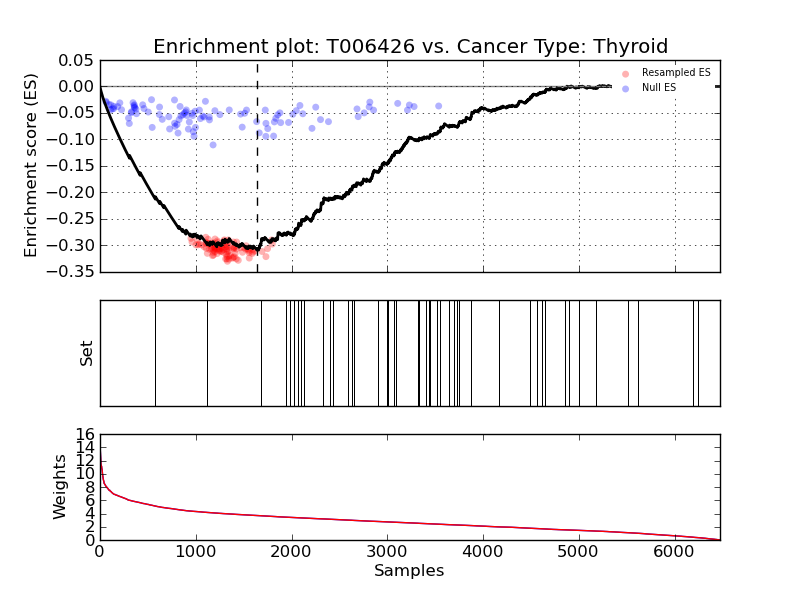 Enrichment plot: T006426 vs. Cancer Type: Thyroid
Enrichment score (ES)
0.05
0.00
−0.05
−0.10
−0.15
−0.20
−0.25
−0.30
−0.35
Resampled ES
Null ES
Set
Weights
16
14
12
10
8
6
4
2
0
0 1000 2000 3000 4000 5000 6000
Samples